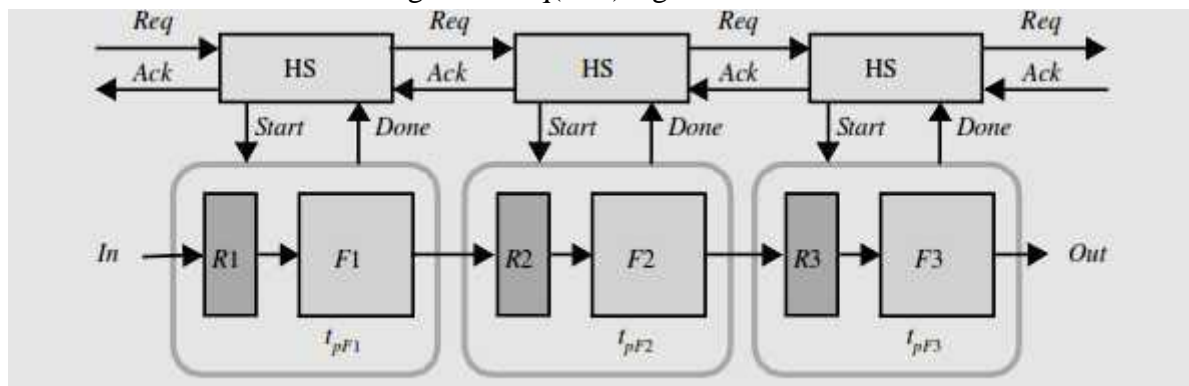 Req Req Req Req
HS HS HS
Ack Ack Ack Ack
Start Done Start Done Start Done
In R1 F1 R2 F2 R3 F3 Out
tpF1 tpF2 tpF3